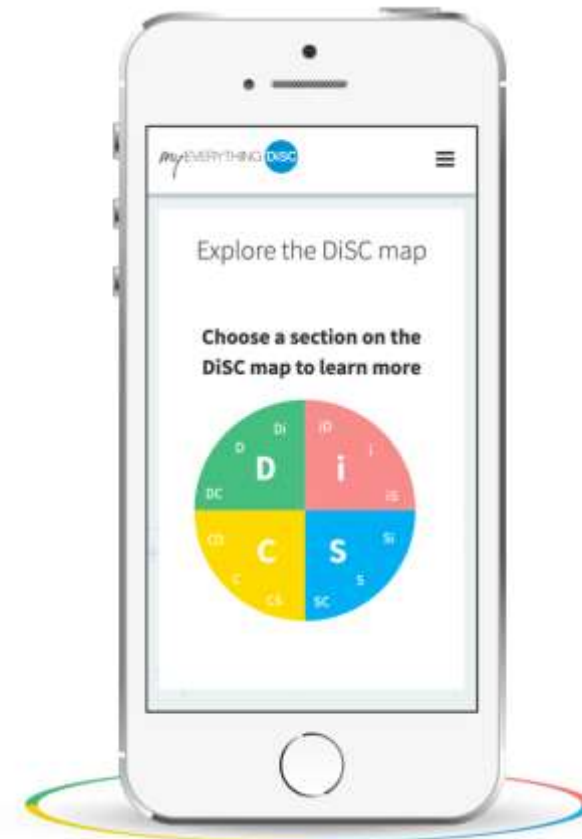 my EVERYTHING DiSC
Explore the DiSC map
Choose a section on the
DiSC map to learn more
Di iD
D i
D i
DC iS
CD Si
C S
C S
CS SC